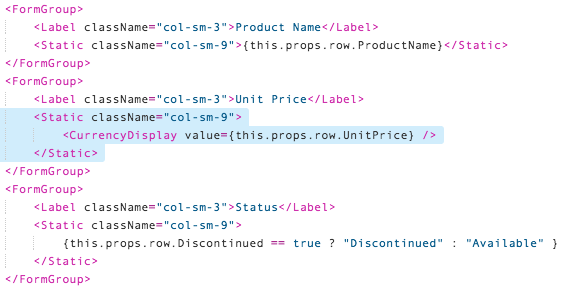 <FormGroup>
    <Label className="col-sm-3">Product Name</Label>
    <Static className="col-sm-9">{this.props.row.ProductName}</Static>
</FormGroup>
<FormGroup>
    <Label className="col-sm-3">Unit Price</Label>
    <Static className="col-sm-9">
        <CurrencyDisplay value={this.props.row.UnitPrice} />
    </Static>
</FormGroup>
<FormGroup>
    <Label className="col-sm-3">Status</Label>
    <Static className="col-sm-9">
        {this.props.row.Discontinued == true ? "Discontinued" : "Available" }
    </Static>
</FormGroup>